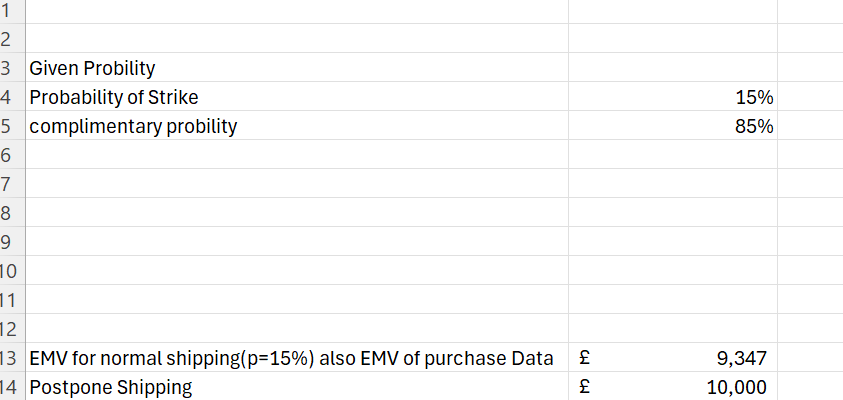 1
2
3 Given Probility
4 Probability of Strike 15%
5 complimentary probility 85%
6
7
8
9
10
11
12
13 EMV for normal shipping(p=15%) also EMV of purchase Data £ 9,347
14 Postpone Shipping £ 10,000